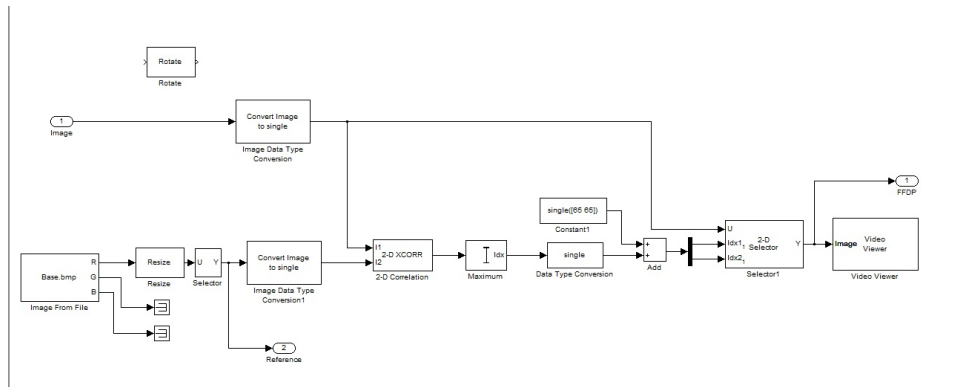 Rotate
Rotate
1
Image
Convert Image
to single
Image Data Type
Conversion
Base.bmp
R
G
B
Image From File
Resize
Resize
U Y
Selector
Convert Image
to single
Image Data Type
Conversion1
2
Reference
I1
I2
2-D XCORR
2-D Correlation
Idx
Maximum
single([65 65])
Constant1
single
Data Type Conversion
+
+
Add
U
Idx1
1
Idx2
1
2-D
Selector
Y
Selector1
1
FFDP
Image
Video
Viewer
Video Viewer